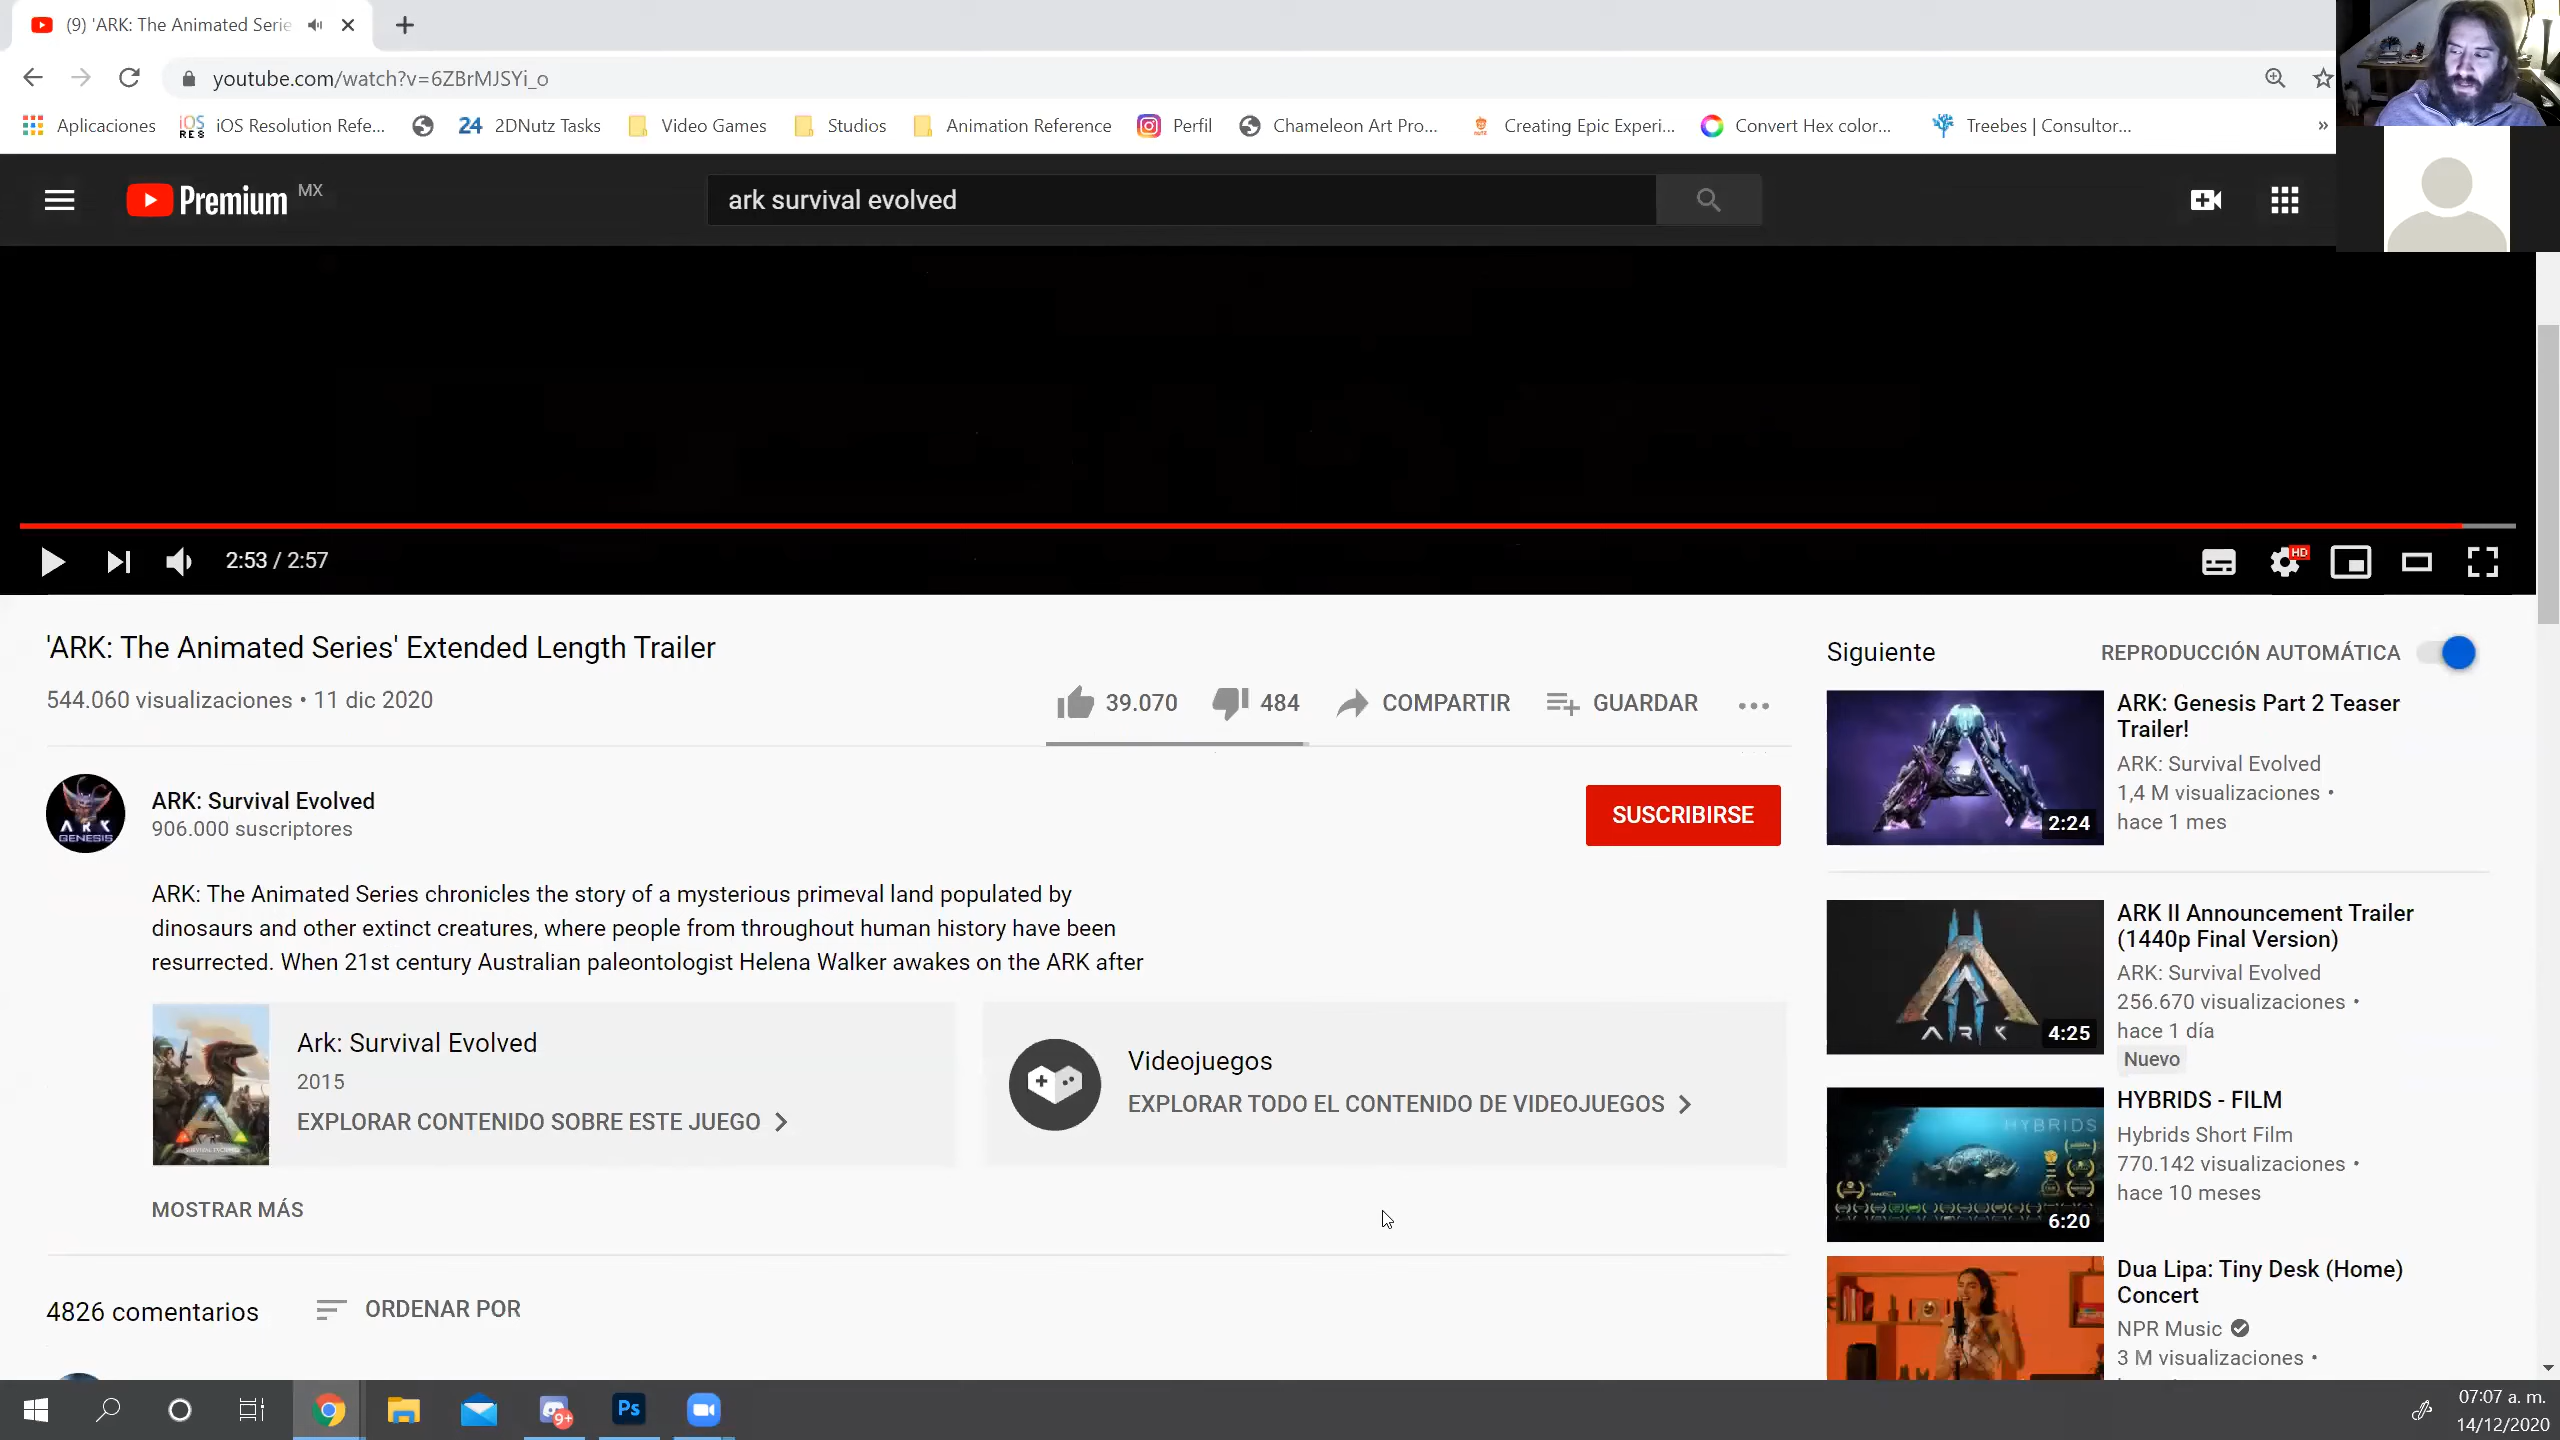 (9) 'ARK: The Animated Serie
youtube.com/watch?v=6ZBrMJSYi_o
Aplicaciones
iOS RES
iOS Resolution Refe...
24
2DNutz Tasks
Video Games
Studios
Animation Reference
Perfil
Chameleon Art Pro...
Creating Epic Experi...
Convert Hex color...
Treebes | Consultor...
»
Premium MX
ark survival evolved
2:53 / 2:57
HD
'ARK: The Animated Series' Extended Length Trailer
544.060 visualizaciones • 11 dic 2020
39.070
484
COMPARTIR
GUARDAR
ARK: Survival Evolved
906.000 suscriptores
ARK
GENESIS
SUSCRIBIRSE
ARK: The Animated Series chronicles the story of a mysterious primeval land populated by
dinosaurs and other extinct creatures, where people from throughout human history have been
resurrected. When 21st century Australian paleontologist Helena Walker awakes on the ARK after
Ark: Survival Evolved
2015
EXPLORAR CONTENIDO SOBRE ESTE JUEGO
Videojuegos
EXPLORAR TODO EL CONTENIDO DE VIDEOJUEGOS
MOSTRAR MÁS
4826 comentarios
ORDENAR POR
Siguiente
REPRODUCCIÓN AUTOMÁTICA
2:24
ARK: Genesis Part 2 Teaser
Trailer!
ARK: Survival Evolved
1,4 M visualizaciones •
hace 1 mes
ARK
4:25
ARK II Announcement Trailer
(1440p Final Version)
ARK: Survival Evolved
256.670 visualizaciones •
hace 1 día
Nuevo
HYBRIDS
6:20
HYBRIDS - FILM
Hybrids Short Film
770.142 visualizaciones •
hace 10 meses
Dua Lipa: Tiny Desk (Home)
Concert
NPR Music
3 M visualizaciones •
9+
Ps
07:07 a. m.
14/12/2020